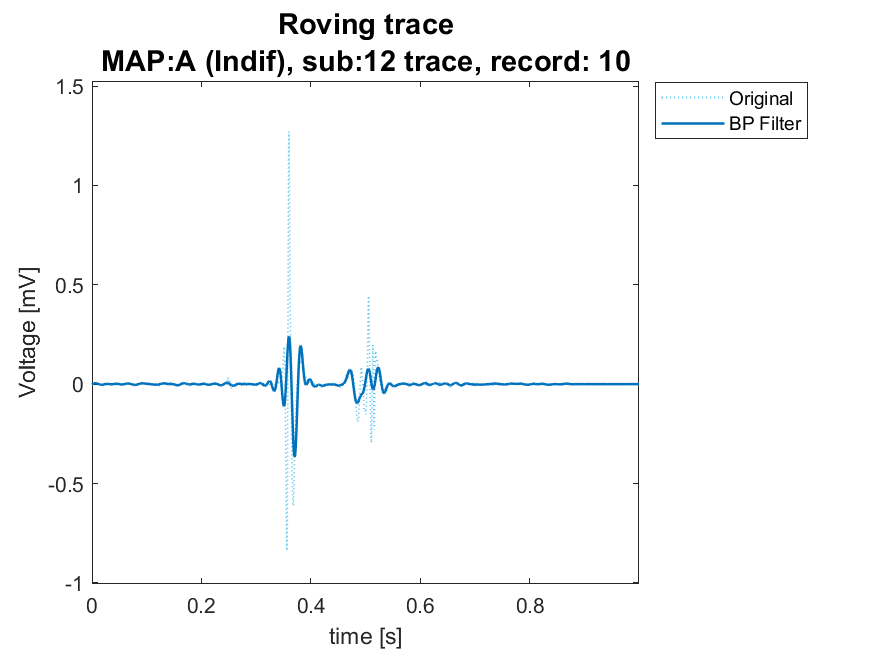 Roving trace
MAP:A (Indif), sub:12 trace, record: 10
Original
BP Filter
1.5
1
0.5
0
-0.5
-1
Voltage [mV]
0
0.2
0.4
0.6
0.8
time [s]